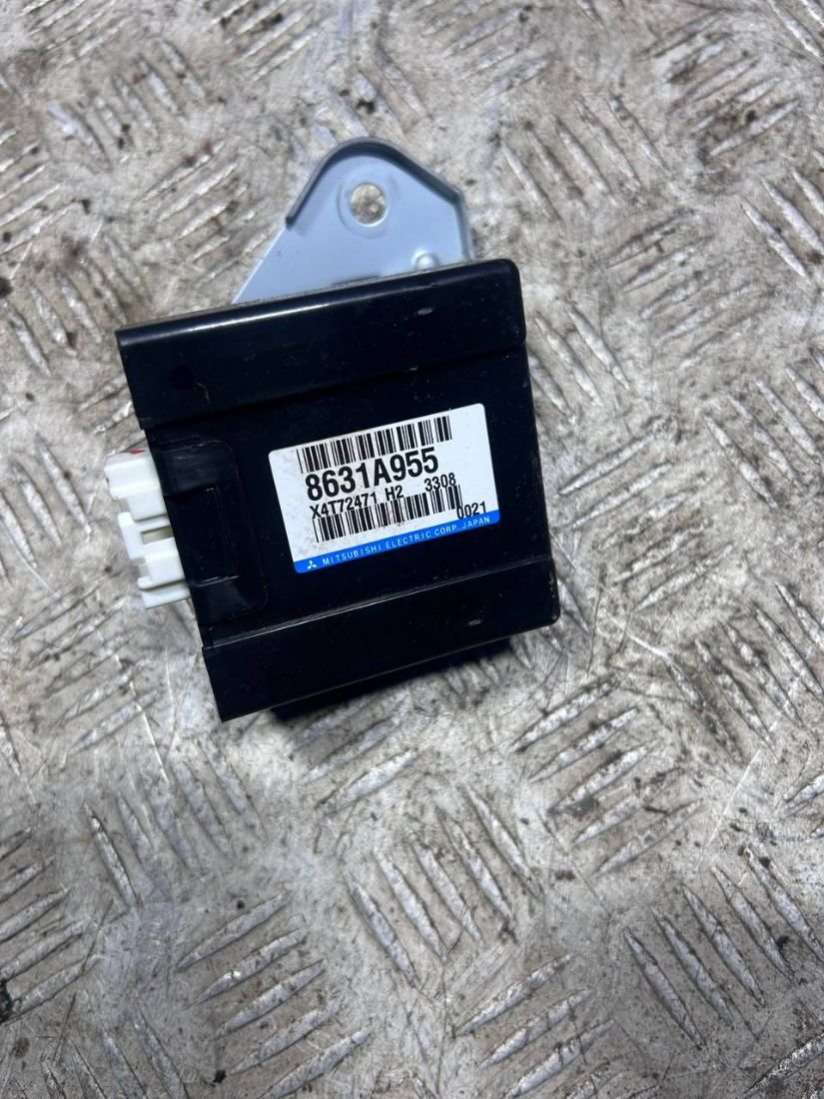 8631A955
X4T72471 H2 3308
0021
MITSUBISHI ELECTRIC CORP. JAPAN